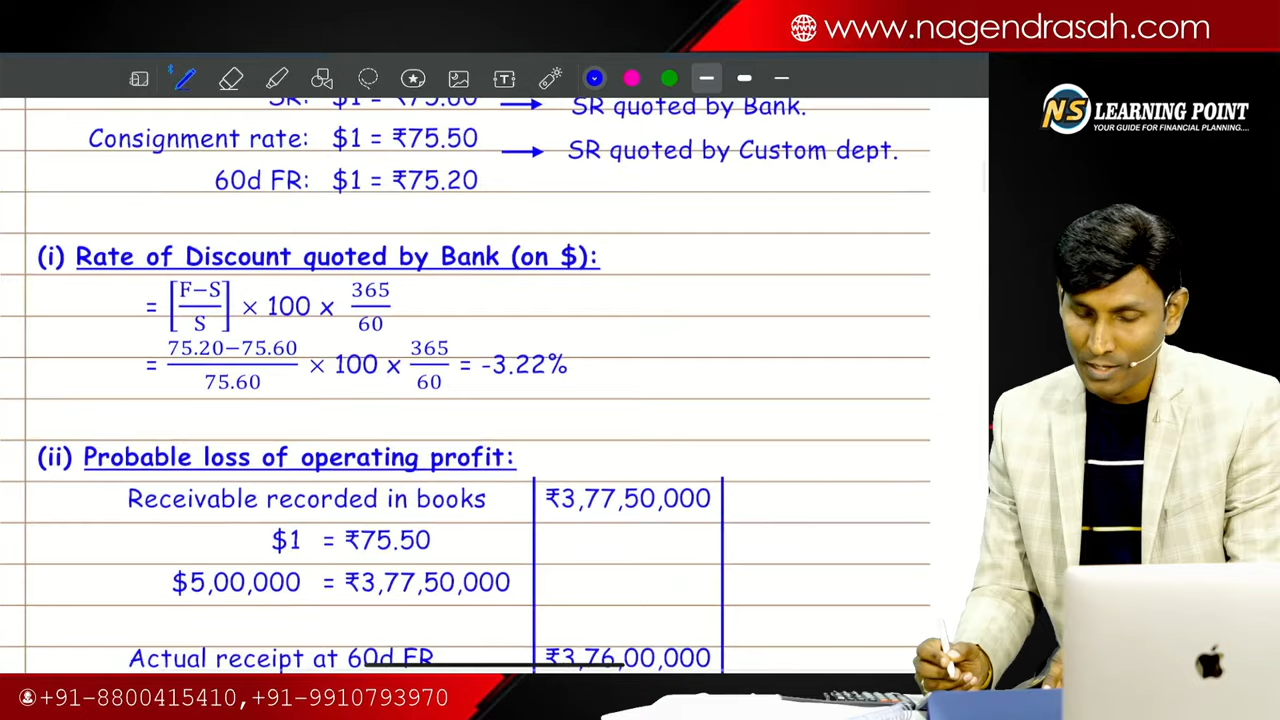 www.nagendrasah.com
NS LEARNING POINT
YOUR GUIDE FOR FINANCIAL PLANNING....
SR: $1 = ₹75.60 → SR quoted by Bank.
Consignment rate: $1 = ₹75.50 → SR quoted by Custom dept.
60d FR: $1 = ₹75.20
(i) Rate of Discount quoted by Bank (on $):
= [F−S/S] × 100 x 365/60
= 75.20−75.60/75.60 × 100 x 365/60 = -3.22%
(ii) Probable loss of operating profit:
Receivable recorded in books ₹3,77,50,000
$1 = ₹75.50
$5,00,000 = ₹3,77,50,000
Actual receipt at 60d FR ₹3,76,00,000
+91-8800415410,+91-9910793970